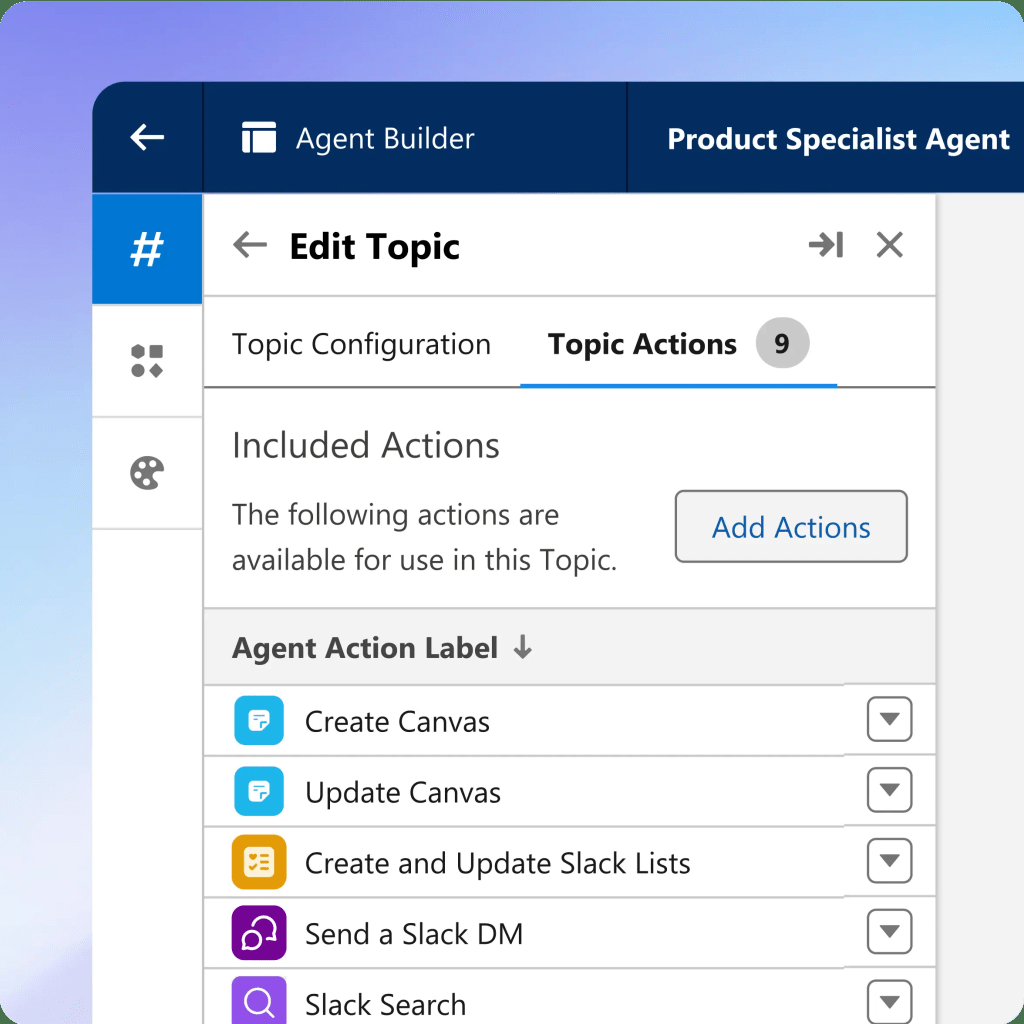 Agent Builder
Product Specialist Agent
#
Edit Topic
Topic Configuration
Topic Actions 9
Included Actions
The following actions are
available for use in this Topic.
Add Actions
Agent Action Label
Create Canvas
Update Canvas
Create and Update Slack Lists
Send a Slack DM
Slack Search